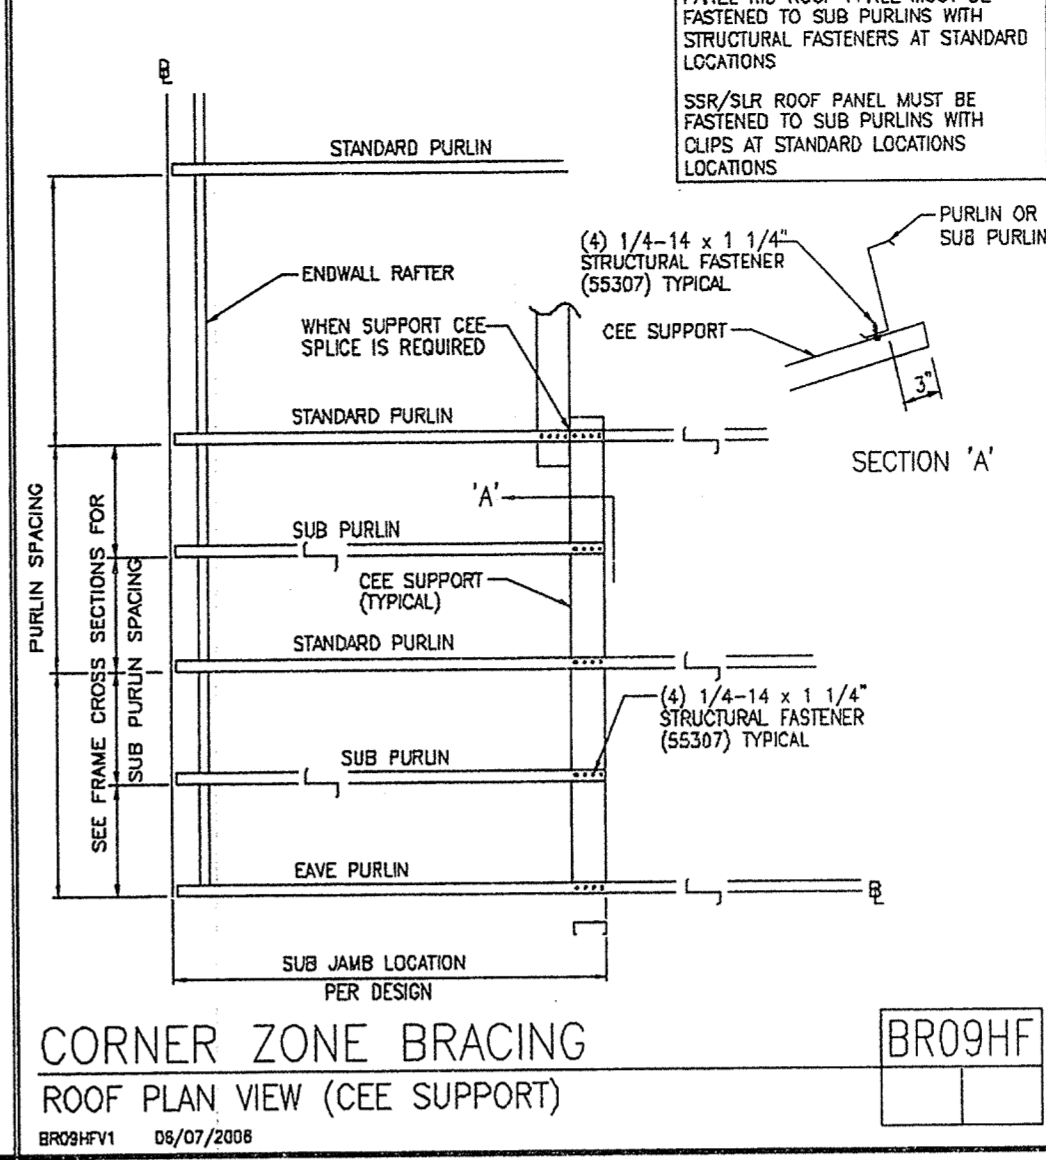 FASTENED TO SUB PURLINS WITH
STRUCTURAL FASTENERS AT STANDARD
LOCATIONS
SSR/SLR ROOF PANEL MUST BE
FASTENED TO SUB PURLINS WITH
CLIPS AT STANDARD LOCATIONS
LOCATIONS
STANDARD PURLIN
PURLIN OR
SUB PURLIN
(4) 1/4-14 x 1 1/4"
STRUCTURAL FASTENER
(55307) TYPICAL
ENDWALL RAFTER
WHEN SUPPORT CEE
SPLICE IS REQUIRED
CEE SUPPORT
3"
STANDARD PURLIN
SECTION 'A'
'A'
PURLIN SPACING
SEE FRAME CROSS SECTIONS FOR
SUB PURLIN SPACING
SUB PURLIN
CEE SUPPORT
(TYPICAL)
STANDARD PURLIN
(4) 1/4-14 x 1 1/4"
STRUCTURAL FASTENER
(55307) TYPICAL
SUB PURLIN
EAVE PURLIN
BL
SUB JAMB LOCATION
PER DESIGN
CORNER ZONE BRACING
BR09HF
ROOF PLAN VIEW (CEE SUPPORT)
BR09HFV1 06/07/2006